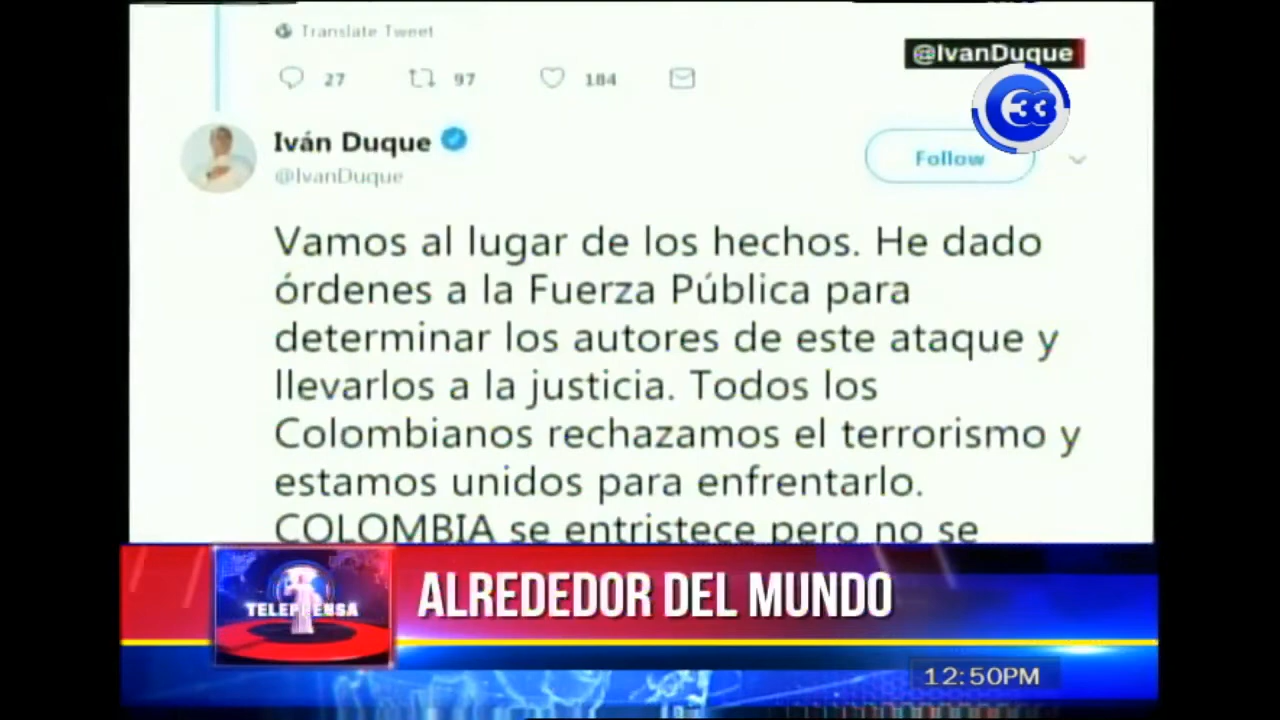 Translate Tweet
27 97 184
@IvanDuque
33
Iván Duque
@IvanDuque
Follow
Vamos al lugar de los hechos. He dado
órdenes a la Fuerza Pública para
determinar los autores de este ataque y
llevarlos a la justicia. Todos los
Colombianos rechazamos el terrorismo y
estamos unidos para enfrentarlo.
COLOMBIA se entristece pero no se
TELEPRENSA
ALREDEDOR DEL MUNDO
12:50PM